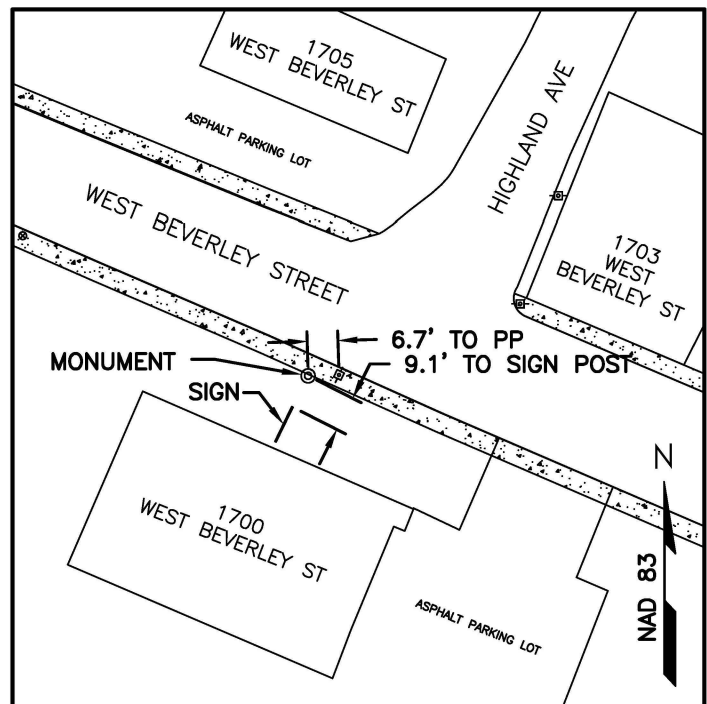 1705
WEST BEVERLEY ST
ASPHALT PARKING LOT
HIGHLAND AVE
WEST BEVERLEY STREET
1703
WEST
BEVERLEY ST
6.7' TO PP
9.1' TO SIGN POST
MONUMENT
SIGN
1700
WEST BEVERLEY ST
ASPHALT PARKING LOT
N
NAD 83